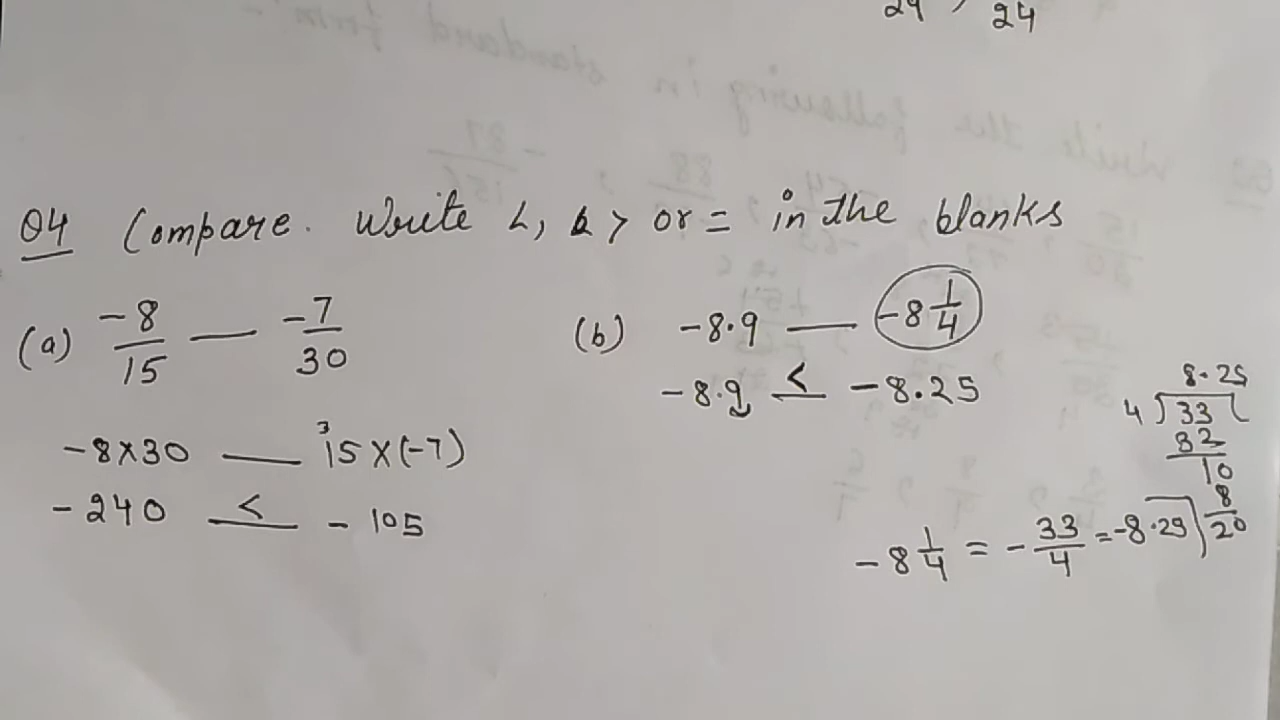 24 , 24
Q4 Compare. Write <, > or = in the blanks
(a) -8/15 ___ -7/30
(b) -8.9 ___ -8 1/4
-8.9 < -8.25
-8×30 ___ 15×(-7)
-240 < -105
8.25
4 ) 33
32
10
8
20
-8 1/4 = -33/4 = -8.25